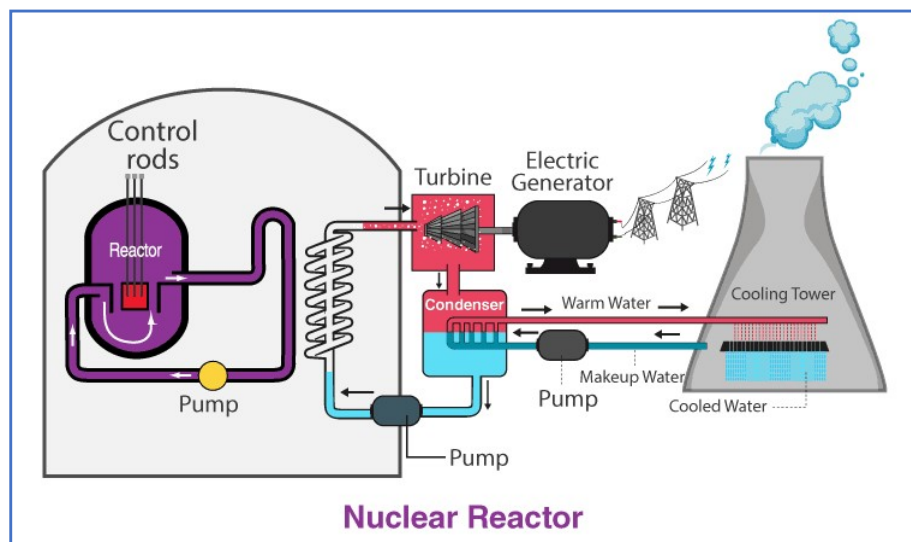 Control
rods
Reactor
Pump
Turbine
Electric
Generator
Condenser
Warm Water
Cooling Tower
Makeup Water
Pump
Cooled Water
Pump
Nuclear Reactor